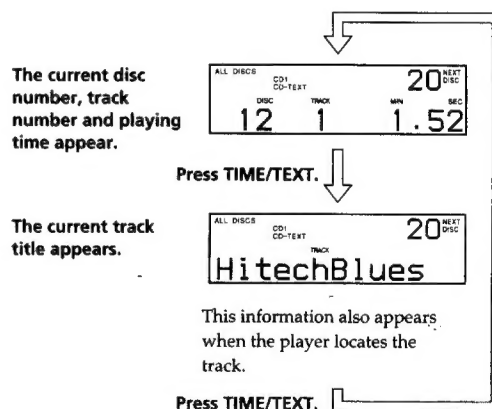 The current disc
number, track
number and playing
time appear.
ALL DISCS
CD1
CD-TEXT
20 NEXT DISC
DISC TRACK MIN SEC
12 1 1.52
Press TIME/TEXT.
The current track
title appears.
ALL DISCS
CD1
CD-TEXT
20 NEXT DISC
TRACK
HitechBlues
This information also appears
when the player locates the
track.
Press TIME/TEXT.